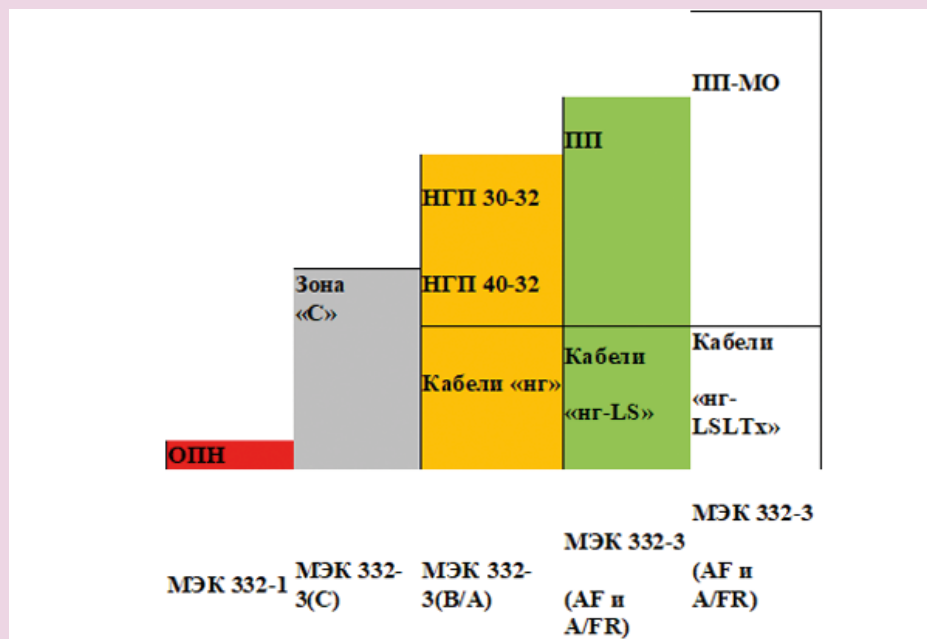 ПП-МО
ПП
НГП 30-32
НГП 40-32
Зона
«С»
Кабели «нг»
Кабели
«нг-LS»
Кабели
«нг-
LSLTx»
ОПН
МЭК 332-1
МЭК 332-
3(С)
МЭК 332-
3(В/А)
МЭК 332-3
(AF и
A/FR)
МЭК 332-3
(AF и
A/FR)